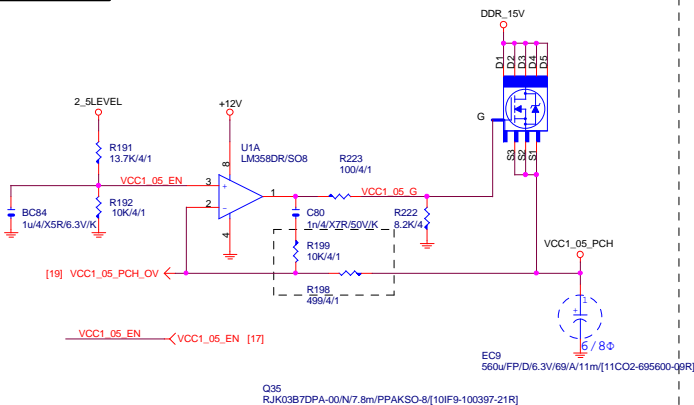 DDR_15V
D1 D2 D3 D4 D5
2_5LEVEL
+12V
U1A
LM358DR/SO8
R191
13.7K/4/1
R223
100/4/1
G
8
VCC1_05_EN
3
+
1
VCC1_05_G
S3 S2 S1
2
-
R192
10K/4/1
BC84
1u/4/X5R/6.3V/K
C80
1n/4/X7R/50V/K
R222
8.2K/4
4
R199
10K/4/1
VCC1_05_PCH
[19] VCC1_05_PCH_OV
R198
499/4/1
+
6/8Φ
VCC1_05_EN
VCC1_05_EN [17]
EC9
560u/FP/D/6.3V/69/A/11m/[11CO2-695600-09R]
Q35
RJK03B7DPA-00/N/7.8m/PPAKSO-8/[10IF9-100397-21R]